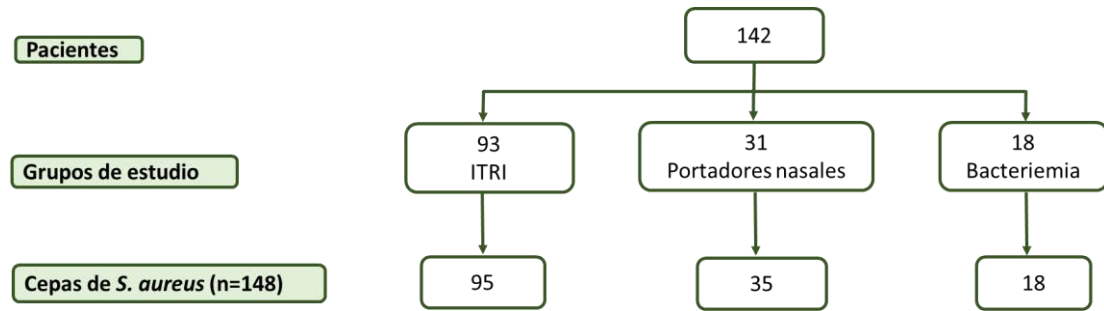 Pacientes
142
Grupos de estudio
93
ITRI
31
Portadores nasales
18
Bacteriemia
Cepas de S. aureus (n=148)
95
35
18